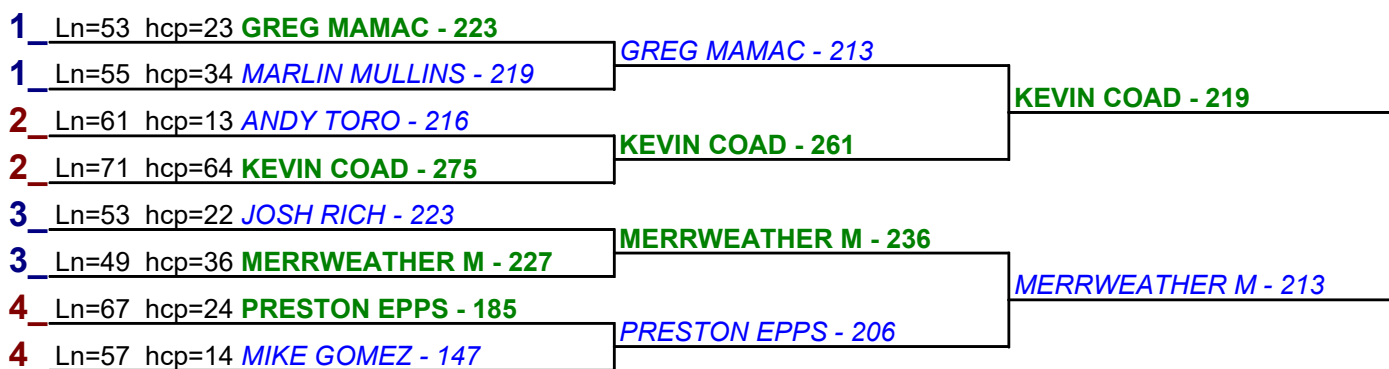 1_ Ln=53 hcp=23 GREG MAMAC - 223
GREG MAMAC - 213
1_ Ln=55 hcp=34 MARLIN MULLINS - 219
KEVIN COAD - 219
2_ Ln=61 hcp=13 ANDY TORO - 216
KEVIN COAD - 261
2_ Ln=71 hcp=64 KEVIN COAD - 275
3_ Ln=53 hcp=22 JOSH RICH - 223
MERRWEATHER M - 236
3_ Ln=49 hcp=36 MERRWEATHER M - 227
MERRWEATHER M - 213
4_ Ln=67 hcp=24 PRESTON EPPS - 185
PRESTON EPPS - 206
4 Ln=57 hcp=14 MIKE GOMEZ - 147